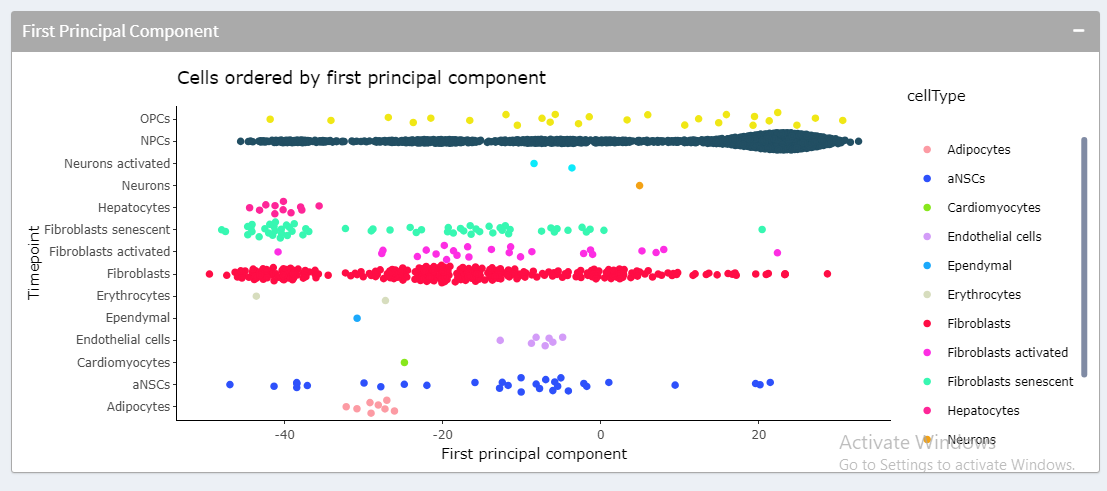 First Principal Component
Cells ordered by first principal component
Timepoint
OPCs
NPCs
Neurons activated
Neurons
Hepatocytes
Fibroblasts senescent
Fibroblasts activated
Fibroblasts
Erythrocytes
Ependymal
Endothelial cells
Cardiomyocytes
aNSCs
Adipocytes
-40 -20 0 20
First principal component
cellType
Adipocytes
aNSCs
Cardiomyocytes
Endothelial cells
Ependymal
Erythrocytes
Fibroblasts
Fibroblasts activated
Fibroblasts senescent
Hepatocytes
Neurons
Activate Windows
Go to Settings to activate Windows.